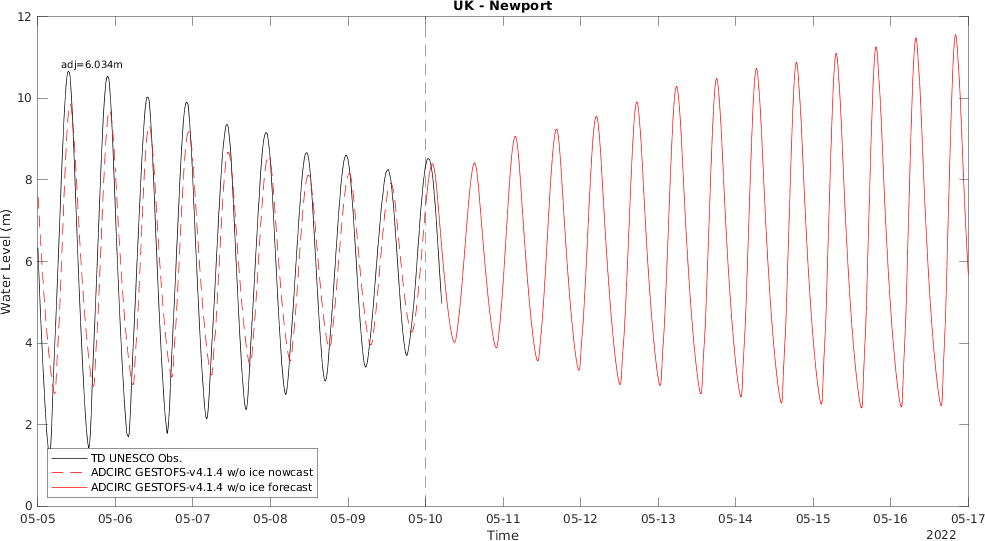 UK - Newport
adj=6.034m
Water Level (m)
12
10
8
6
4
2
0
TD UNESCO Obs.
ADCIRC GESTOFS-v4.1.4 w/o ice nowcast
ADCIRC GESTOFS-v4.1.4 w/o ice forecast
05-05 05-06 05-07 05-08 05-09 05-10 05-11 05-12 05-13 05-14 05-15 05-16 05-17
Time
2022